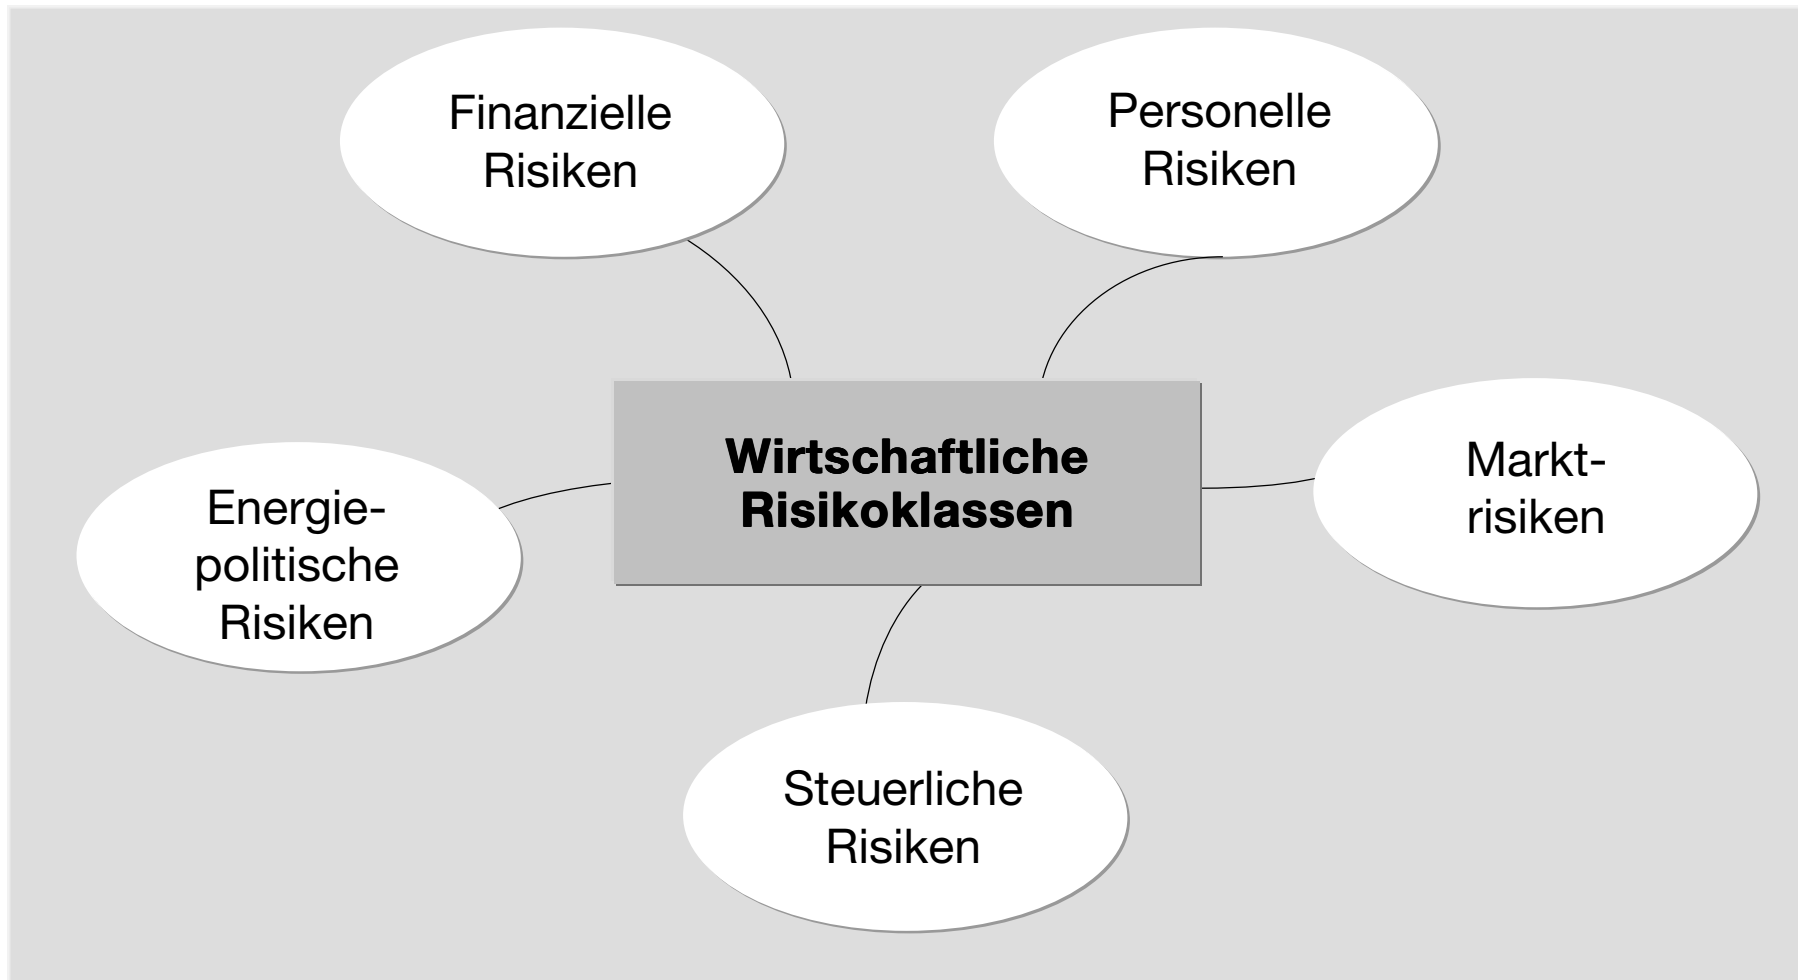 Finanzielle
Risiken
Personelle
Risiken
Wirtschaftliche
Risikoklassen
Markt-
risiken
Energie-
politische
Risiken
Steuerliche
Risiken